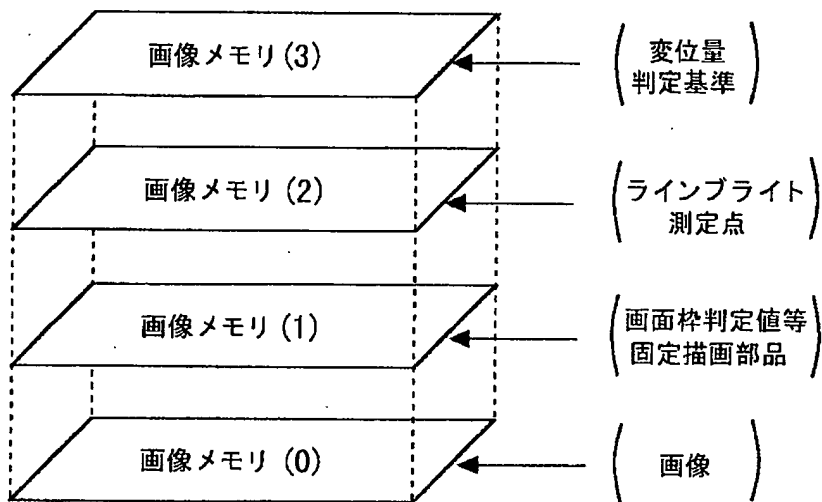 画像メモリ(3)
変位量
判定基準
画像メモリ(2)
ラインブライト
測定点
画像メモリ(1)
画面枠判定値等
固定描画部品
画像メモリ(0)
画像